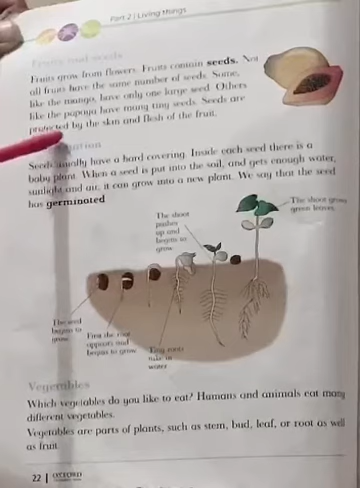 Part 2 | Living things
Fruits and seeds
Fruits grow from flowers. Fruits contain seeds. Not
all fruits have the same number of seeds. Some,
like the mango, have only one large seed. Others
like the papaya have many tiny seeds. Seeds are
protected by the skin and flesh of the fruit.
Seeds usually have a hard covering. Inside each seed there is a
baby plant. When a seed is put into the soil, and gets enough water,
sunlight and air, it can grow into a new plant. We say that the seed
has germinated
The shoot
pushes
up and
begins to
grow
The shoot grows
green leaves
The seed
begins to
grow
First the root
appears and
begins to grow
Tiny roots
take in
water
Vegetables
Which vegetables do you like to eat? Humans and animals eat many
different vegetables.
Vegetables are parts of plants, such as stem, bud, leaf, or root as well
as fruit.
22 | OXFORD